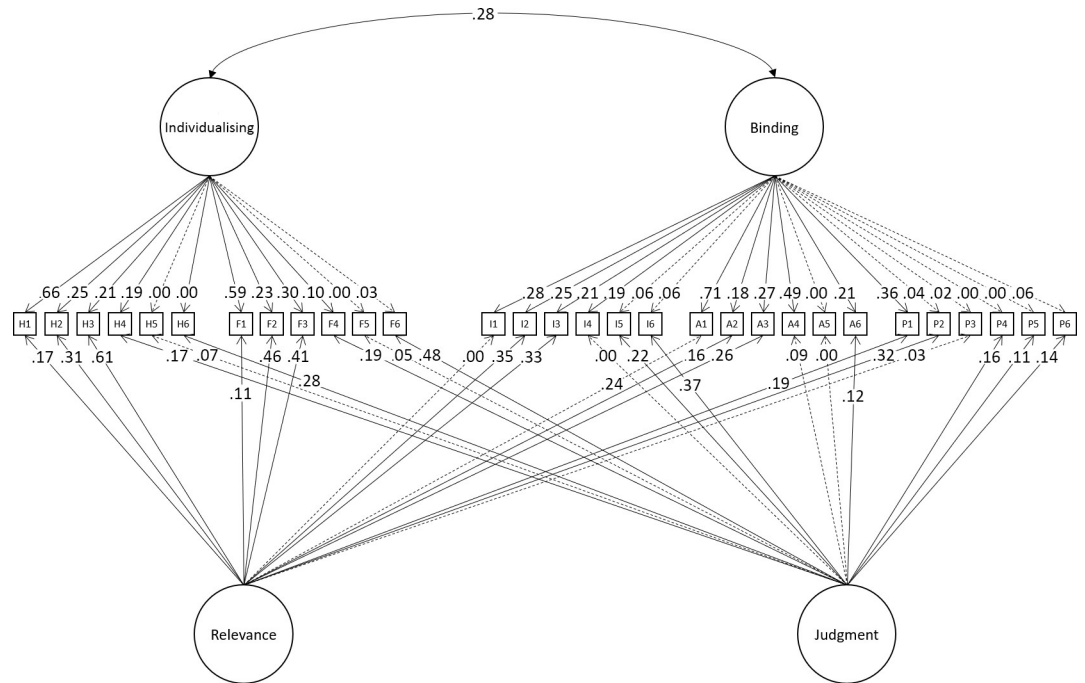 .28
Individualising
Binding
.66 .25 .21 .19 .00 .00 .59 .23 .30 .10 .00 .03 .28 .25 .21 .19 .06 .06 .71 .18 .27 .49 .00 .21 .36 .04 .02 .00 .00 .06
H1 H2 H3 H4 H5 H6 F1 F2 F3 F4 F5 F6 I1 I2 I3 I4 I5 I6 A1 A2 A3 A4 A5 A6 P1 P2 P3 P4 P5 P6
.17 .31 .61 .17 .07 .46 .41 .19 .05 .48 .00 .35 .33 .00 .22 .16 .26 .09 .00 .32 .03 .16 .11 .14
.28 .24 .37 .19
.11 .12
Relevance
Judgment